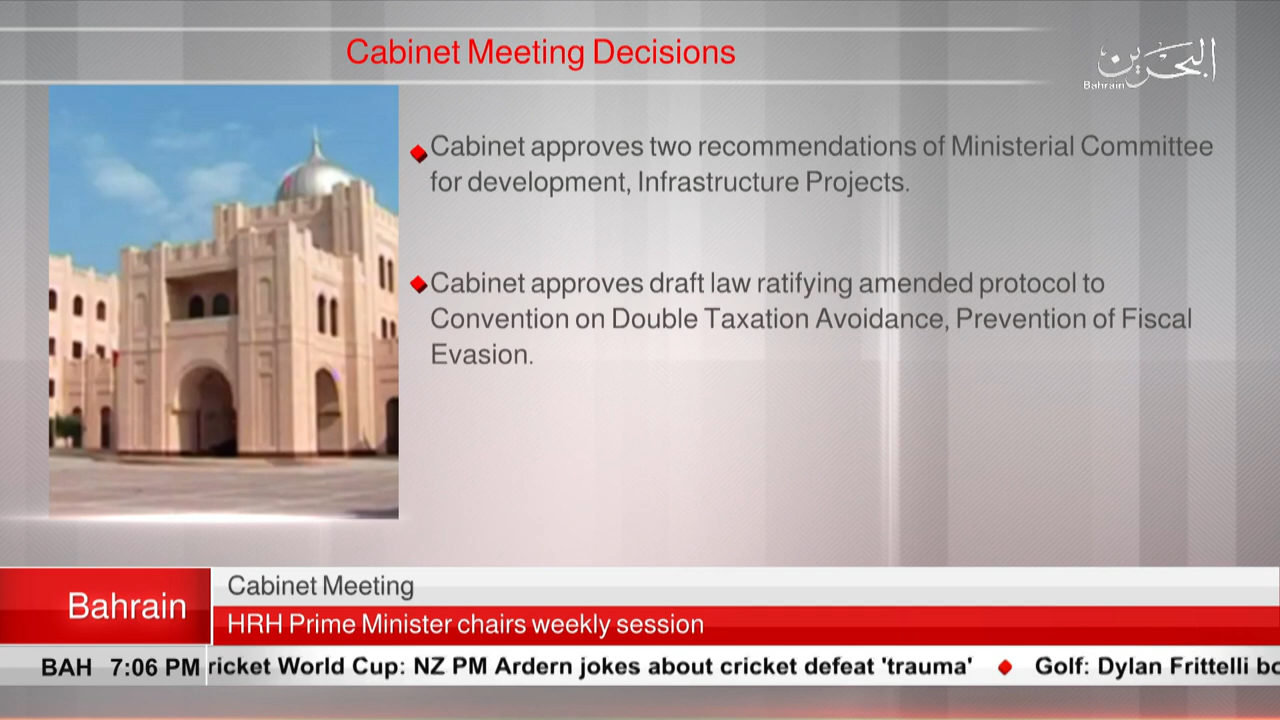 Cabinet Meeting Decisions
البحرين
Bahrain
Cabinet approves two recommendations of Ministerial Committee
for development, Infrastructure Projects.
Cabinet approves draft law ratifying amended protocol to
Convention on Double Taxation Avoidance, Prevention of Fiscal
Evasion.
Bahrain
Cabinet Meeting
HRH Prime Minister chairs weekly session
BAH 7:06 PM ricket World Cup: NZ PM Ardern jokes about cricket defeat 'trauma' Golf: Dylan Frittelli